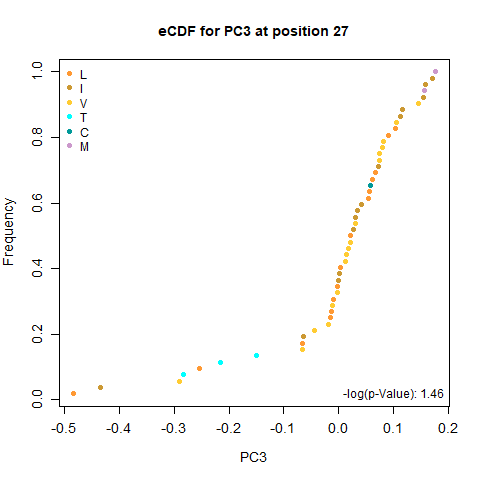 eCDF for PC3 at position 27
Frequency
1.0
0.8
0.6
0.4
0.2
0.0
L
I
V
T
C
M
-log(p-Value): 1.46
-0.5 -0.4 -0.3 -0.2 -0.1 0.0 0.1 0.2
PC3